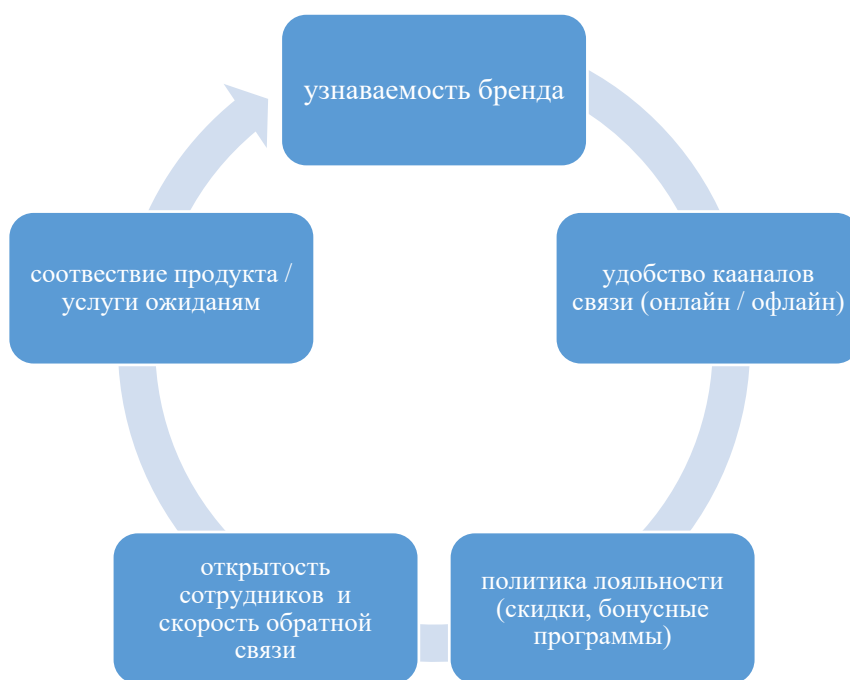 узнаваемость бренда
удобство кааналов
связи (онлайн / офлайн)
политика лояльности
(скидки, бонусные
программы)
открытость
сотрудников и
скорость обратной
связи
соотвествие продукта /
услуги ожиданям